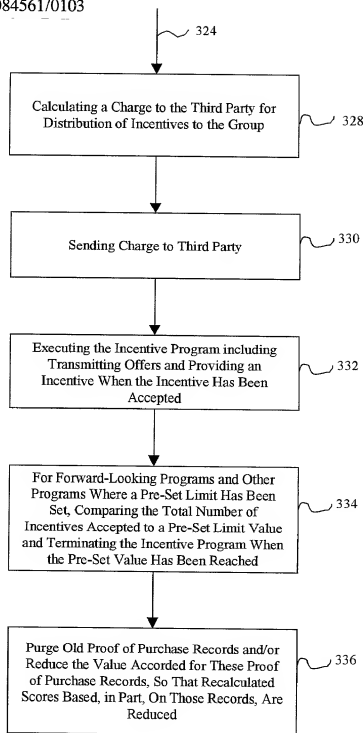 084561/0103
324
Calculating a Charge to the Third Party for
Distribution of Incentives to the Group
328
Sending Charge to Third Party
330
Executing the Incentive Program including
Transmitting Offers and Providing an
Incentive When the Incentive Has Been
Accepted
332
For Forward-Looking Programs and Other
Programs Where a Pre-Set Limit Has Been
Set, Comparing the Total Number of
Incentives Accepted to a Pre-Set Limit Value
and Terminating the Incentive Program When
the Pre-Set Value Has Been Reached
334
Purge Old Proof of Purchase Records and/or
Reduce the Value Accorded for These Proof
of Purchase Records, So That Recalculated
Scores Based, in Part, On Those Records, Are
Reduced
336